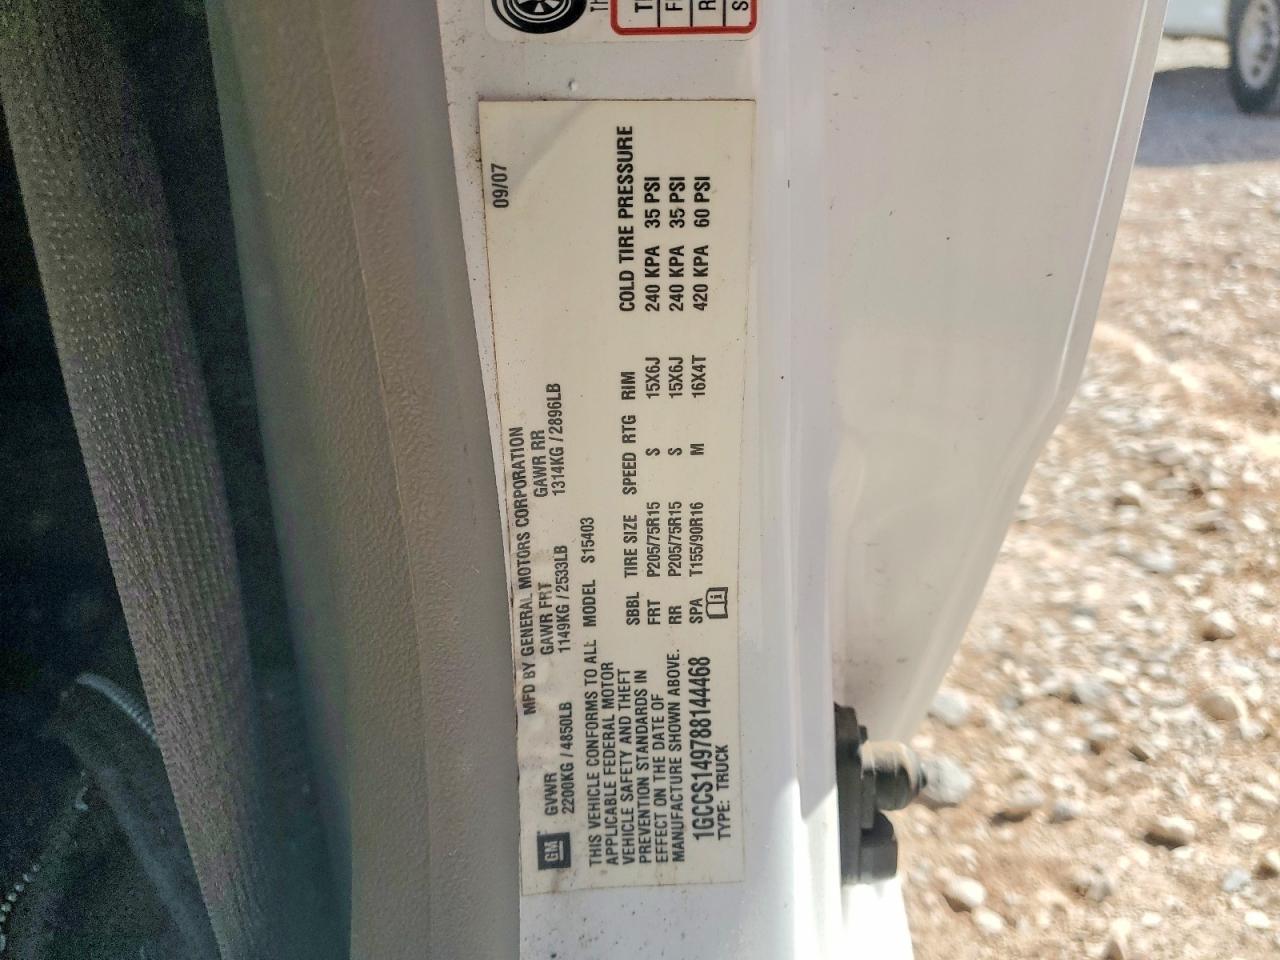 TH
TI
F
R
S
09/07
MFD BY GENERAL MOTORS CORPORATION
GM GVWR GAWR FRT GAWR RR
2200KG / 4850LB 1149KG / 2533LB 1314KG / 2896LB
THIS VEHICLE CONFORMS TO ALL MODEL S15403
APPLICABLE FEDERAL MOTOR
VEHICLE SAFETY AND THEFT
PREVENTION STANDARDS IN
EFFECT ON THE DATE OF
MANUFACTURE SHOWN ABOVE.
SBBL TIRE SIZE SPEED RTG RIM COLD TIRE PRESSURE
FRT P205/75R15 S 15X6J 240 KPA 35 PSI
RR P205/75R15 S 15X6J 240 KPA 35 PSI
SPA T155/90R16 M 16X4T 420 KPA 60 PSI
1GCCS149788144468
TYPE: TRUCK